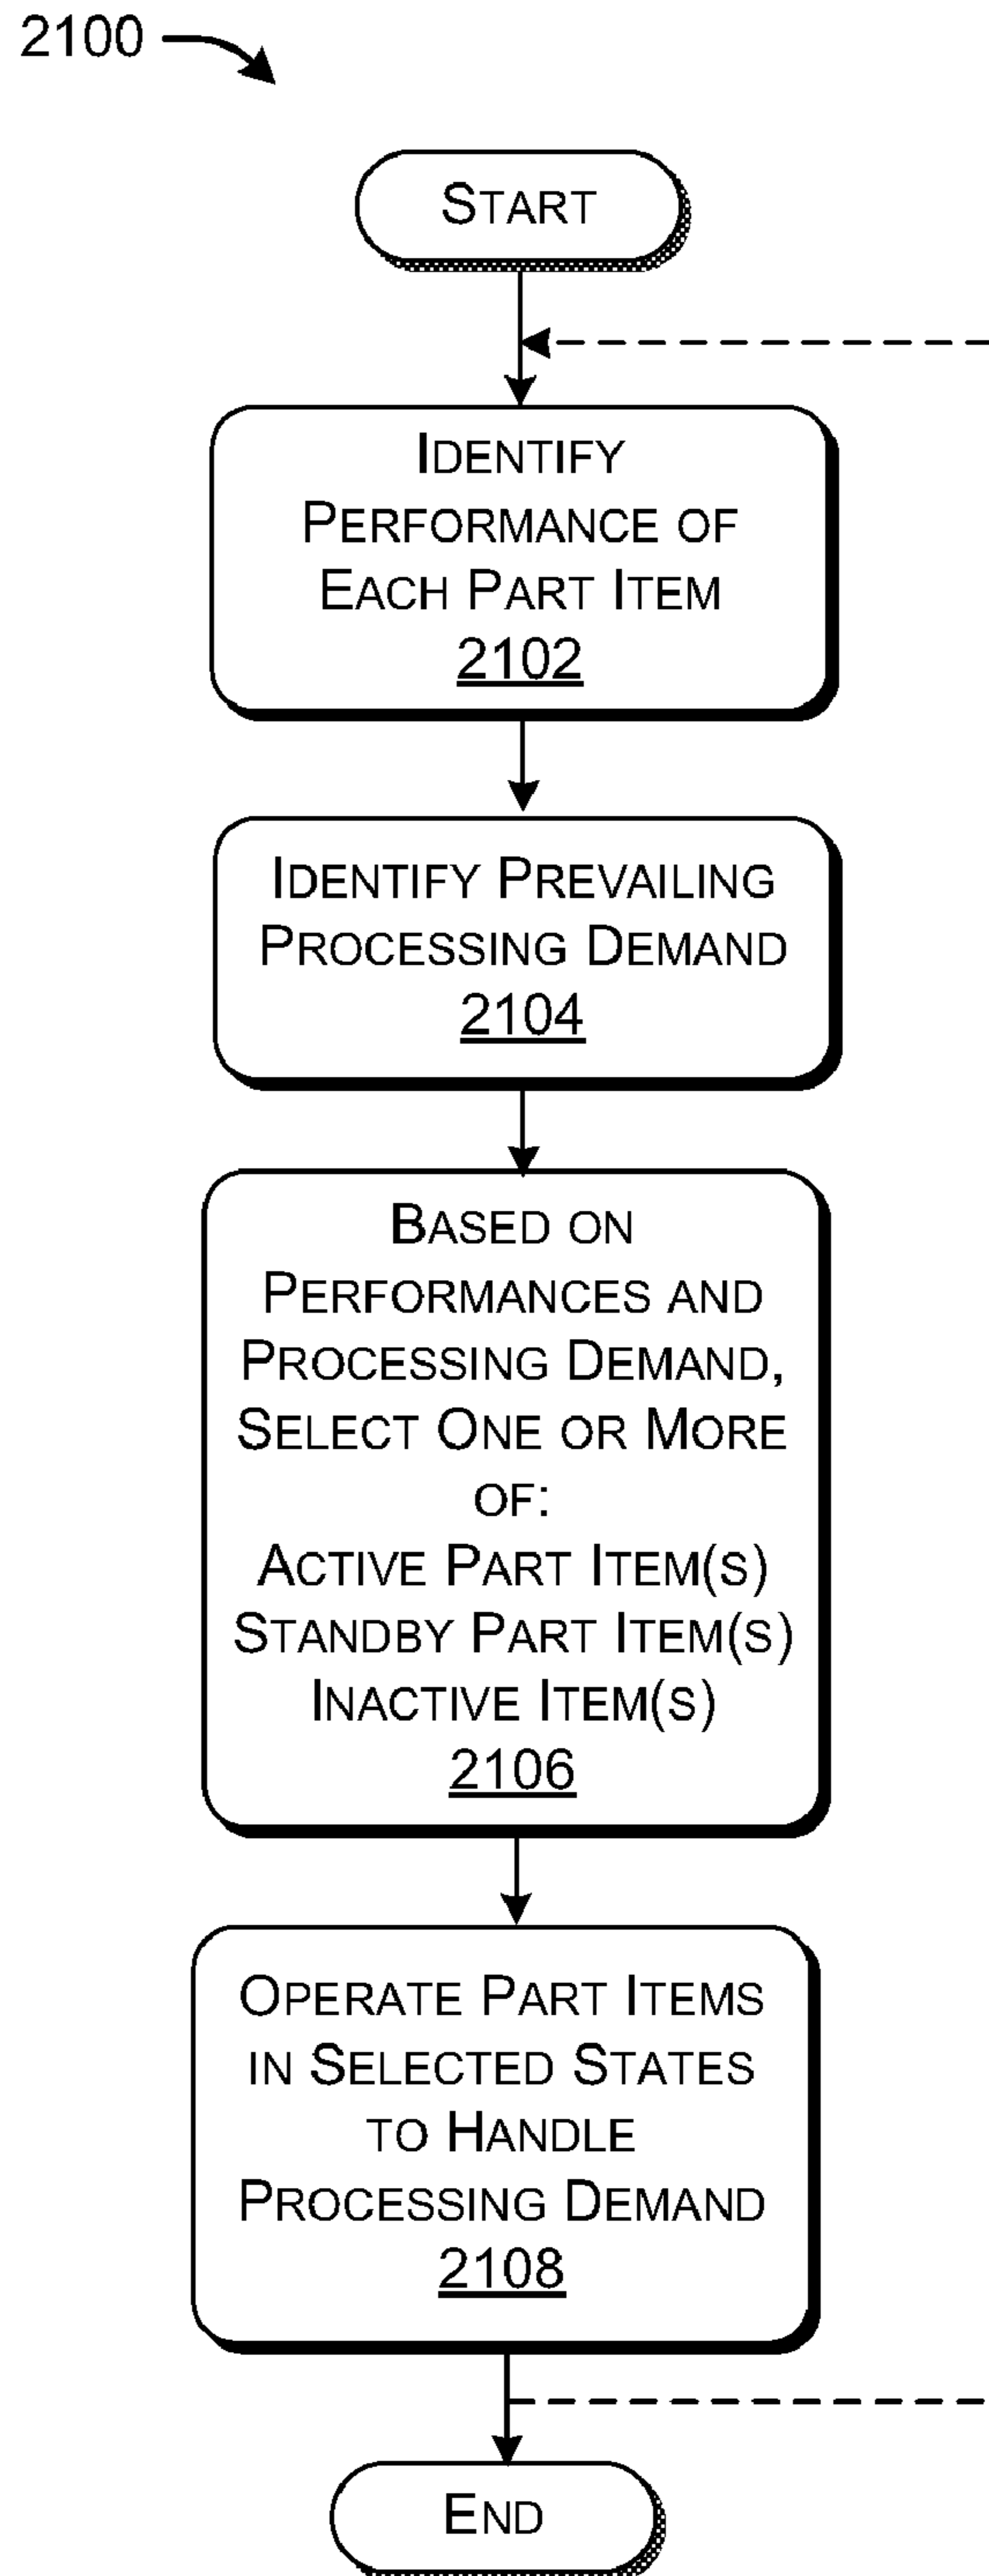 2100
START
IDENTIFY
PERFORMANCE OF
EACH PART ITEM
2102
IDENTIFY PREVAILING
PROCESSING DEMAND
2104
BASED ON
PERFORMANCES AND
PROCESSING DEMAND,
SELECT ONE OR MORE
OF:
ACTIVE PART ITEM(S)
STANDBY PART ITEM(S)
INACTIVE ITEM(S)
2106
OPERATE PART ITEMS
IN SELECTED STATES
TO HANDLE
PROCESSING DEMAND
2108
END